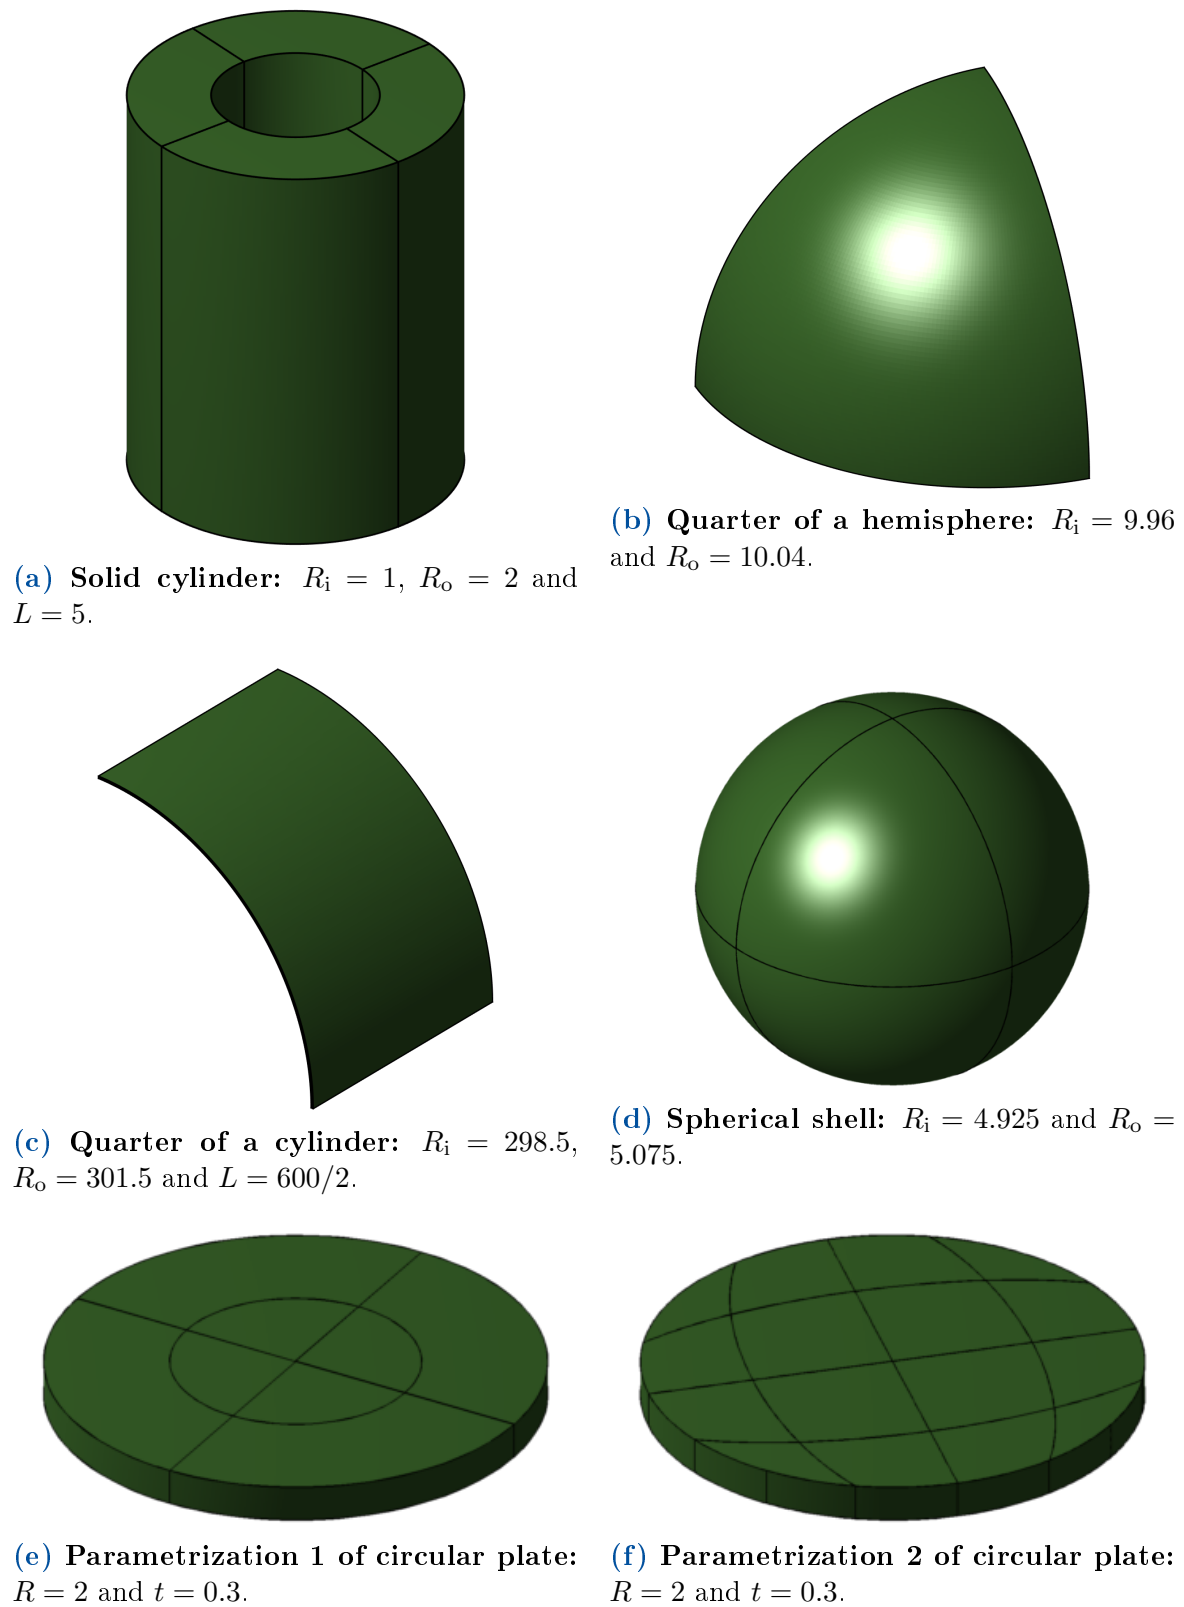 (a) Solid cylinder: Rᵢ = 1, Rₒ = 2 and
L = 5.
(b) Quarter of a hemisphere: Rᵢ = 9.96
and Rₒ = 10.04.
(c) Quarter of a cylinder: Rᵢ = 298.5,
Rₒ = 301.5 and L = 600/2.
(d) Spherical shell: Rᵢ = 4.925 and Rₒ =
5.075.
(e) Parametrization 1 of circular plate:
R = 2 and t = 0.3.
(f) Parametrization 2 of circular plate:
R = 2 and t = 0.3.